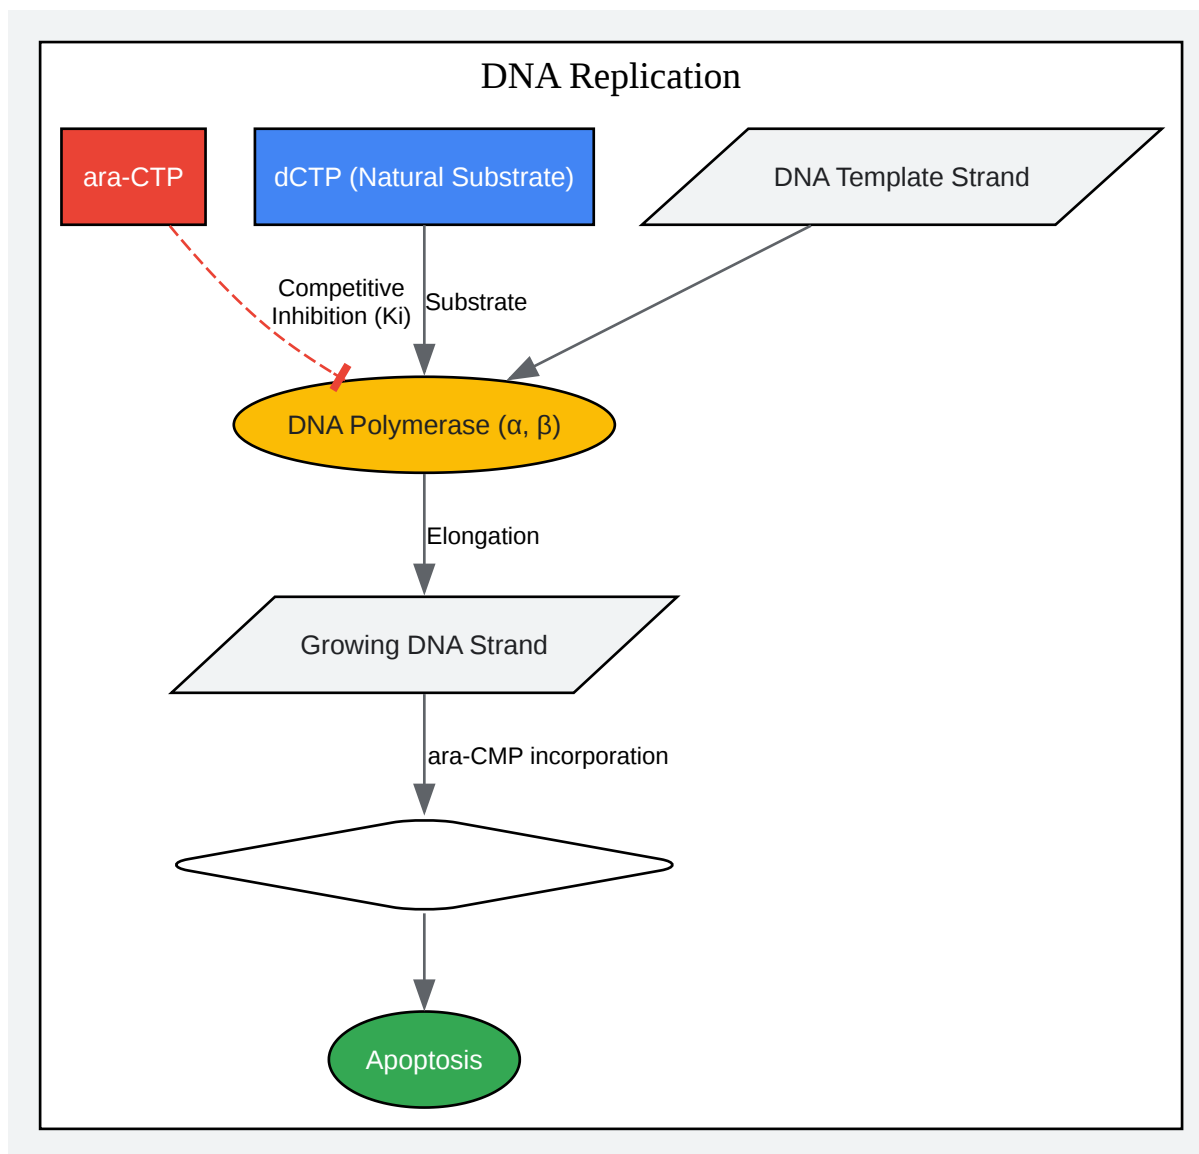 DNA Replication
ara-CTP
dCTP (Natural Substrate)
DNA Template Strand
Competitive
Inhibition (Ki)
Substrate
DNA Polymerase (α, β)
Elongation
Growing DNA Strand
ara-CMP incorporation
Apoptosis